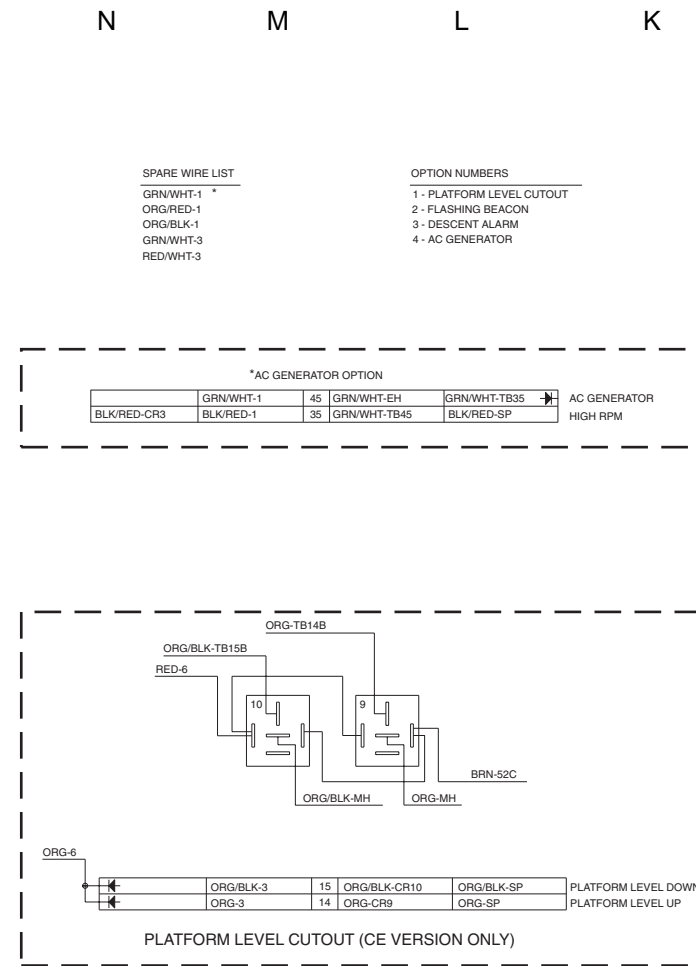 N M L K
SPARE WIRE LIST
GRN/WHT-1 *
ORG/RED-1
ORG/BLK-1
GRN/WHT-3
RED/WHT-3
OPTION NUMBERS
1 - PLATFORM LEVEL CUTOUT
2 - FLASHING BEACON
3 - DESCENT ALARM
4 - AC GENERATOR
*AC GENERATOR OPTION
GRN/WHT-1 45 GRN/WHT-EH GRN/WHT-TB35 AC GENERATOR
BLK/RED-CR3 BLK/RED-1 35 GRN/WHT-TB45 BLK/RED-SP HIGH RPM
ORG-TB14B
ORG/BLK-TB15B
RED-6
10 9
BRN-52C
ORG/BLK-MH ORG-MH
ORG-6
ORG/BLK-3 15 ORG/BLK-CR10 ORG/BLK-SP PLATFORM LEVEL DOWN
ORG-3 14 ORG-CR9 ORG-SP PLATFORM LEVEL UP
PLATFORM LEVEL CUTOUT (CE VERSION ONLY)